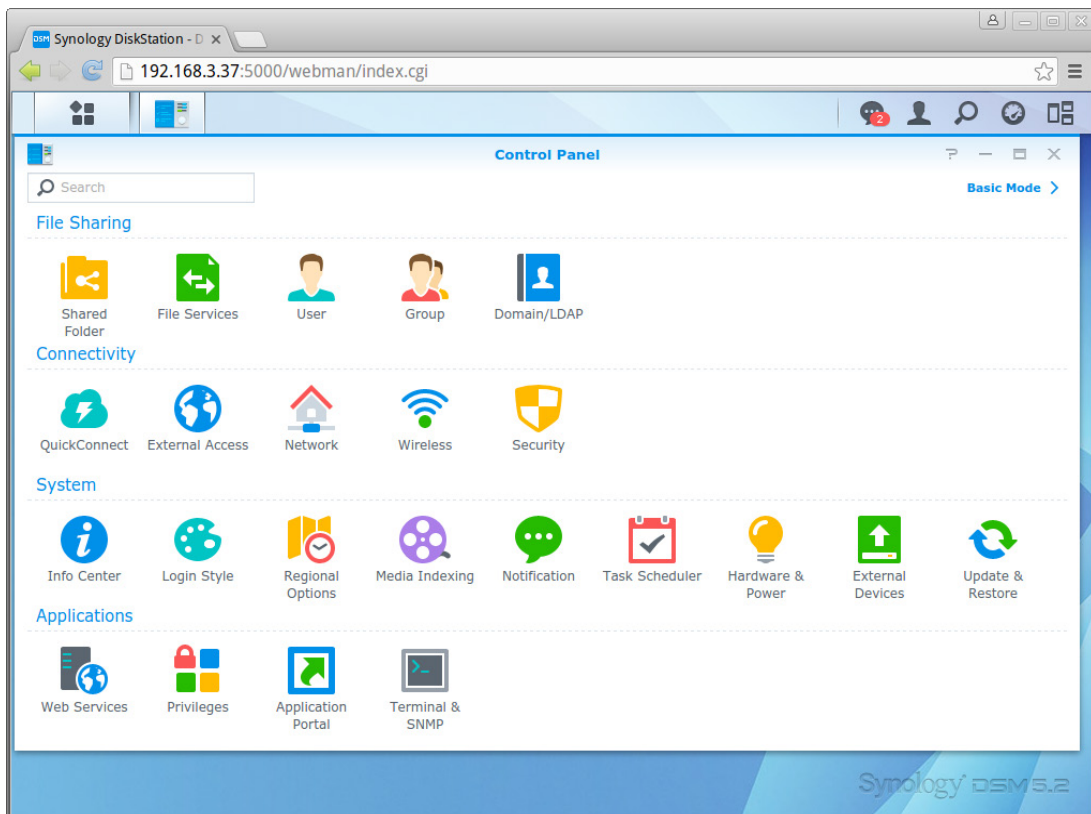 DSM Synology DiskStation - D
192.168.3.37:5000/webman/index.cgi
2
Control Panel
Search
Basic Mode
File Sharing
Shared Folder
File Services
User
Group
Domain/LDAP
Connectivity
QuickConnect
External Access
Network
Wireless
Security
System
Info Center
Login Style
Regional Options
Media Indexing
Notification
Task Scheduler
Hardware & Power
External Devices
Update & Restore
Applications
Web Services
Privileges
Application Portal
Terminal & SNMP
Synology DSM 5.2